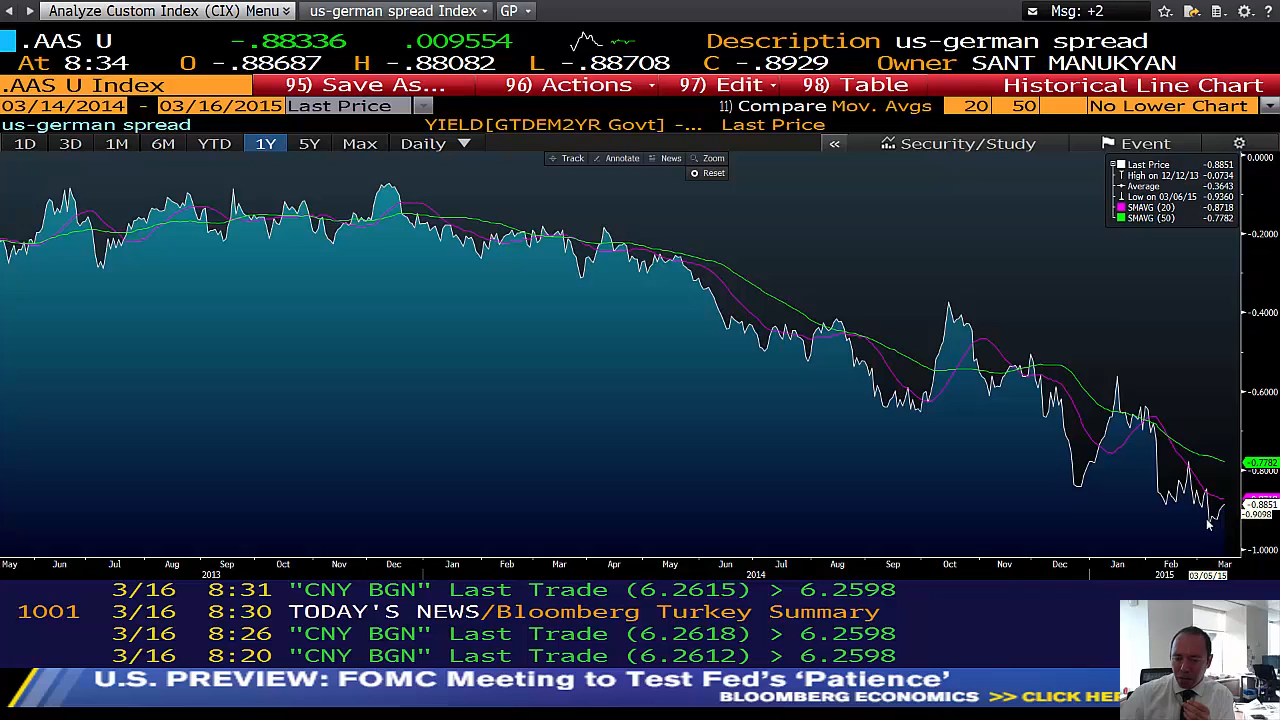 Analyze Custom Index (CIX) Menu us-german spread Index GP Msg: +2
.AAS U -.88336 .009554 Description us-german spread
At 8:34 O -.88687 H -.88082 L -.88708 C -.8929 Owner SANT MANUKYAN
.AAS U Index 95) Save As... 96) Actions 97) Edit 98) Table Historical Line Chart
03/14/2014 - 03/16/2015 Last Price 11) Compare Mov. Avgs 20 50 No Lower Chart
us-german spread YIELD[GTDEM2YR Govt] -... Last Price
1D 3D 1M 6M YTD 1Y 5Y Max Daily ▼ « Security/Study Event
Track Annotate News Zoom
Reset
Last Price -0.8851
High on 12/12/13 -0.0734
Average -0.3643
Low on 03/06/15 -0.9360
SMAVG (20) -0.8718
SMAVG (50) -0.7782
0.0000
-0.2000
-0.4000
-0.6000
-0.7782
-0.8000
-0.8851
-0.9098
-1.0000
May Jun Jul Aug Sep Oct Nov Dec Jan Feb Mar Apr May Jun Jul Aug Sep Oct Nov Dec Jan Feb Mar
2013 2014 2015 03/05/15
3/16 8:31 "CNY BGN" Last Trade (6.2615) > 6.2598
1001 8:30 TODAY'S NEWS/Bloomberg Turkey Summary
3/16 8:26 "CNY BGN" Last Trade (6.2618) > 6.2598
3/16 8:20 "CNY BGN" Last Trade (6.2612) > 6.2598
U.S. PREVIEW: FOMC Meeting to Test Fed's 'Patience'
BLOOMBERG ECONOMICS >> CLICK HER